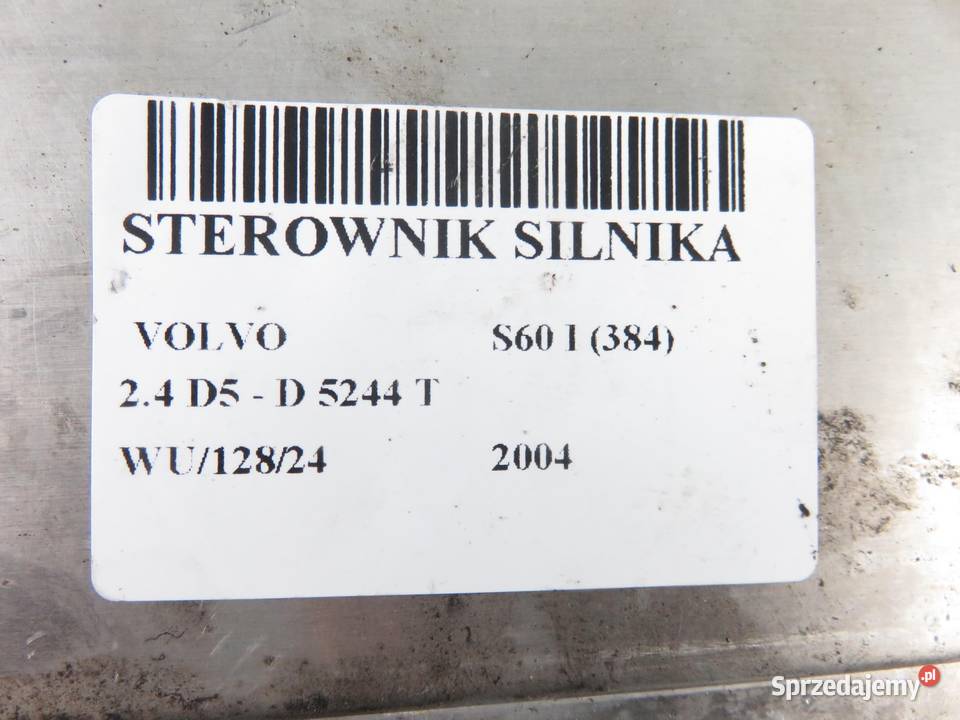 STEROWNIK SILNIKA
VOLVO S60 I (384)
2.4 D5 - D 5244 T
WU/128/24 2004
Sprzedajemy.pl